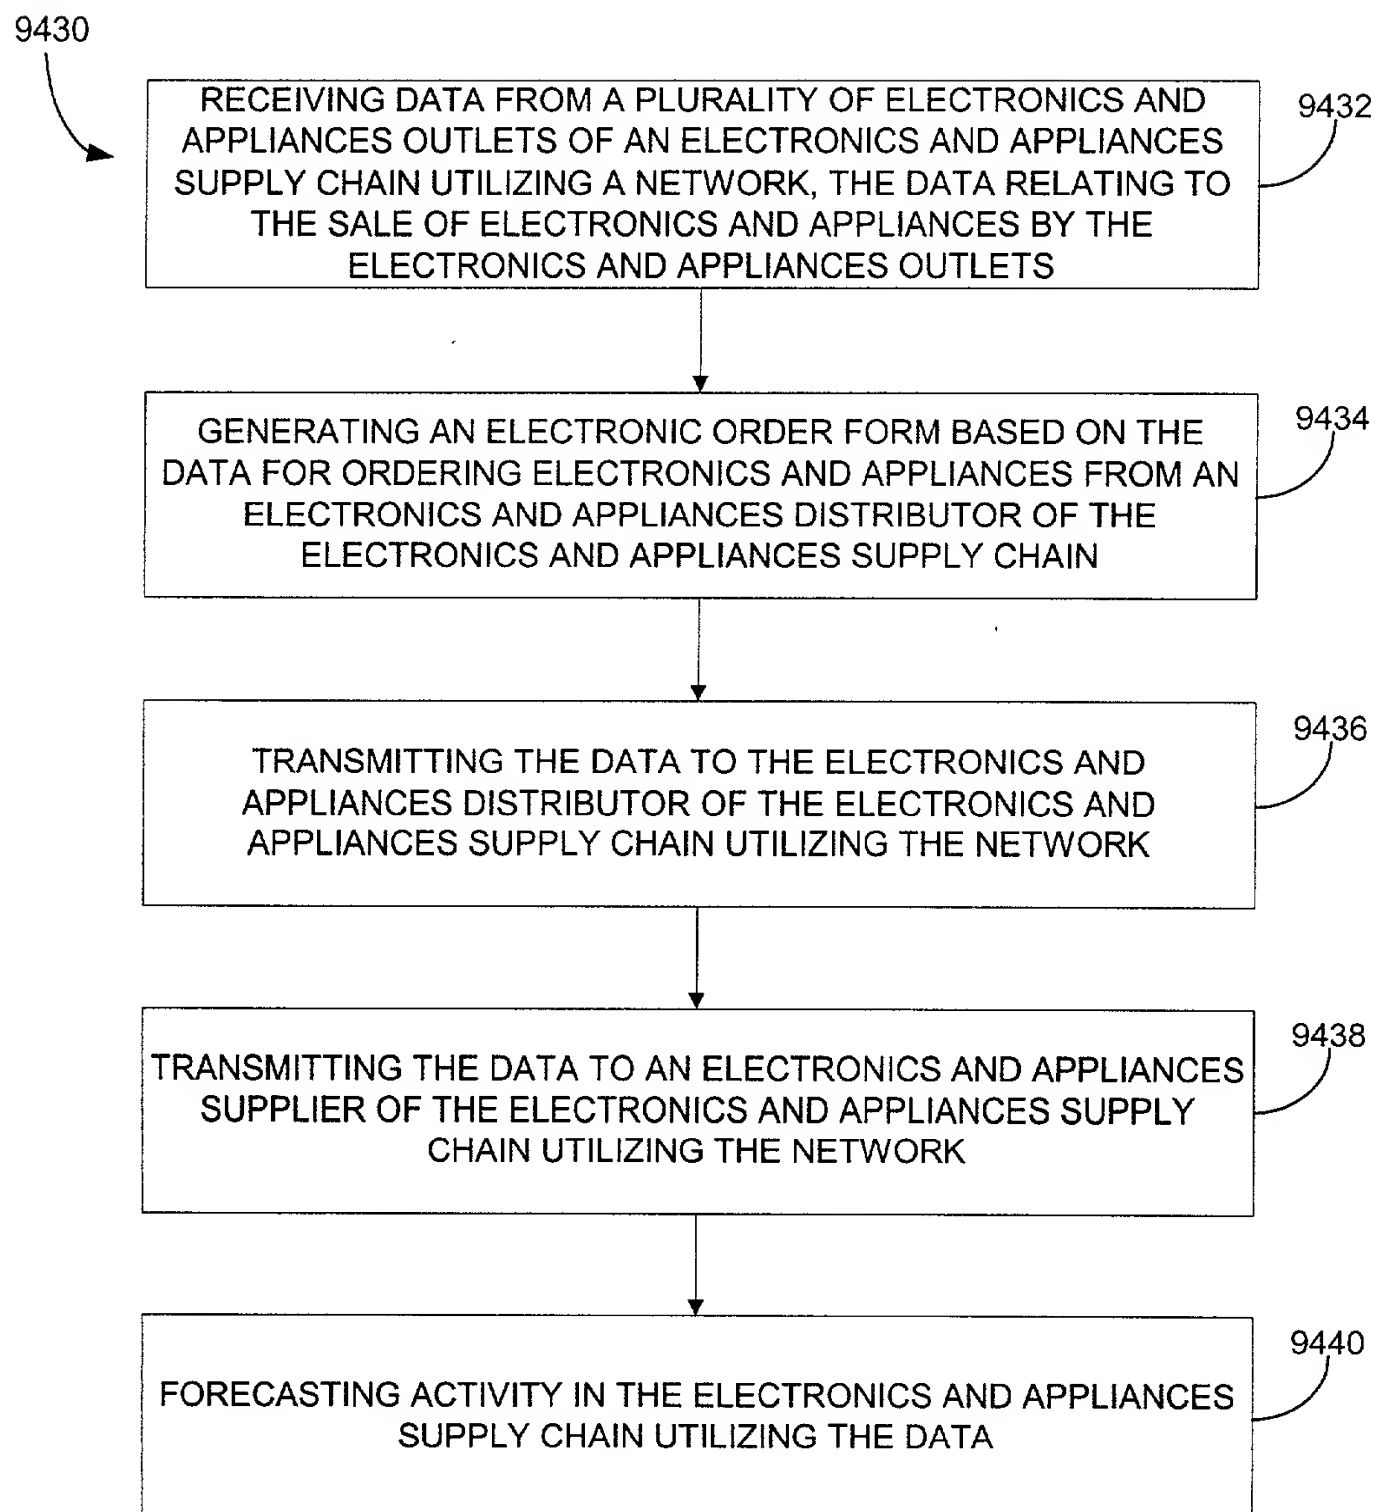 9430
RECEIVING DATA FROM A PLURALITY OF ELECTRONICS AND
APPLIANCES OUTLETS OF AN ELECTRONICS AND APPLIANCES
SUPPLY CHAIN UTILIZING A NETWORK, THE DATA RELATING TO
THE SALE OF ELECTRONICS AND APPLIANCES BY THE
ELECTRONICS AND APPLIANCES OUTLETS
9432
GENERATING AN ELECTRONIC ORDER FORM BASED ON THE
DATA FOR ORDERING ELECTRONICS AND APPLIANCES FROM AN
ELECTRONICS AND APPLIANCES DISTRIBUTOR OF THE
ELECTRONICS AND APPLIANCES SUPPLY CHAIN
9434
TRANSMITTING THE DATA TO THE ELECTRONICS AND
APPLIANCES DISTRIBUTOR OF THE ELECTRONICS AND
APPLIANCES SUPPLY CHAIN UTILIZING THE NETWORK
9436
TRANSMITTING THE DATA TO AN ELECTRONICS AND APPLIANCES
SUPPLIER OF THE ELECTRONICS AND APPLIANCES SUPPLY
CHAIN UTILIZING THE NETWORK
9438
FORECASTING ACTIVITY IN THE ELECTRONICS AND APPLIANCES
SUPPLY CHAIN UTILIZING THE DATA
9440